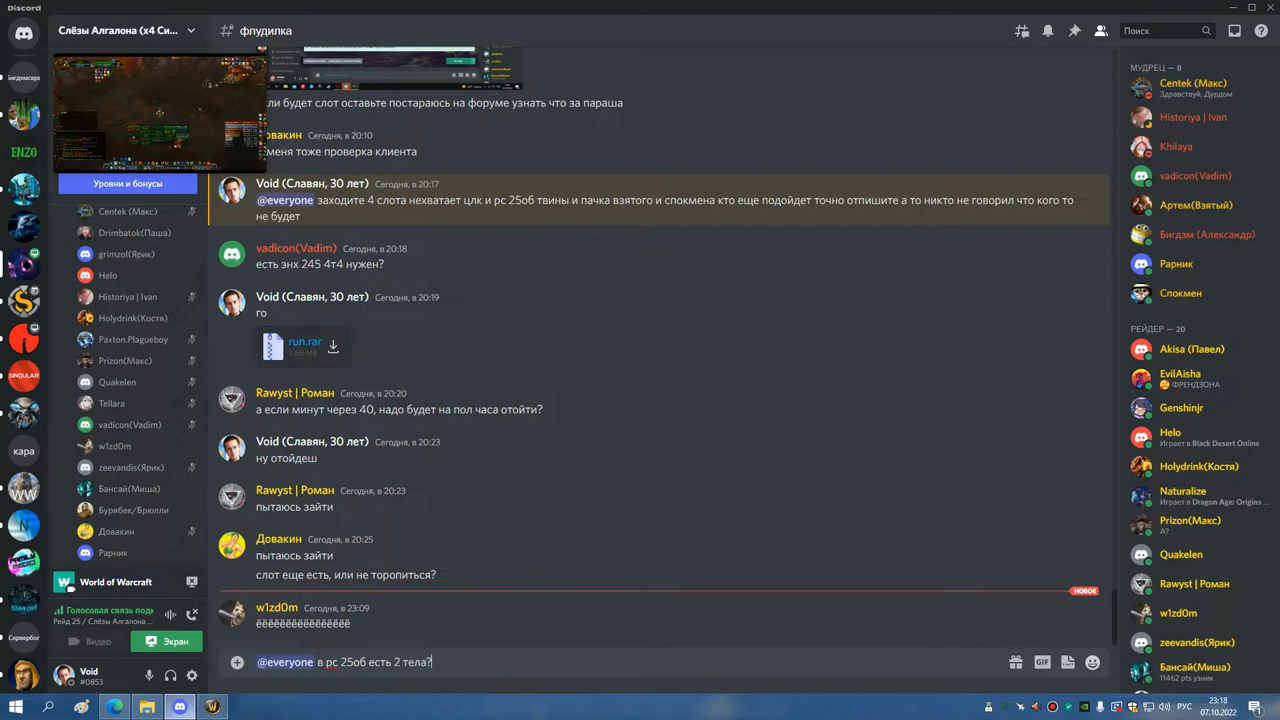 Discord
Слёзы Алгалона (x4 Си...
флудилка
Поиск
нигдомсерв
ENZO
SINGULAR
кара
WW
Сервербог
Уровни и бонусы
Centek (Макс)
Drimbatok(Паша)
grimzol(Ярик)
Helo
Historiya | Ivan
Holydrink(Костя)
Paxton.Plagueboy
Prizon(Макс)
Quakelen
Tellara
vadicon(Vadim)
w1zd0m
zeevandis(Ярик)
Бансай(Миша)
Бурябек/Брюлли
Довакин
Рарник
World of Warcraft
Голосовая связь подк
Рейд 25 / Слёзы Алгалона
Видео
Экран
Void
#0853
ли будет слот оставьте постараюсь на форуме узнать что за параша
овакин Сегодня, в 20:10
меня тоже проверка клиента
Void (Славян, 30 лет) Сегодня, в 20:17
@everyone заходите 4 слота нехватает цлк и рс 25об твины и пачка взятого и спокмена кто еще подойдет точно отпишите а то никто не говорил что кого то
не будет
vadicon(Vadim) Сегодня, в 20:18
есть энх 245 4т4 нужен?
Void (Славян, 30 лет) Сегодня, в 20:19
го
run.rar
2.68 MB
Rawyst | Роман Сегодня, в 20:20
а если минут через 40, надо будет на пол часа отойти?
Void (Славян, 30 лет) Сегодня, в 20:23
ну отойдеш
Rawyst | Роман Сегодня, в 20:23
пытаюсь зайти
Довакин Сегодня, в 20:25
пытаюсь зайти
слот еще есть, или не торопиться?
НОВОЕ
w1zd0m Сегодня, в 23:09
ёёёёёёёёёёёёёёё
@everyone в рс 25об есть 2 тела?
GIF
МУДРЕЦ — 8
Centek (Макс)
Здравствуй, Дурдом
Historiya | Ivan
Khilaya
vadicon(Vadim)
Артем(Взятый)
Бигдэм (Александр)
Рарник
Спокмен
РЕЙДЕР — 20
Akisa (Павел)
EvilAisha
ФРЕНДЗОНА
Genshinjr
Helo
Играет в Black Desert Online
Holydrink(Костя)
Naturalize
Играет в Dragon Age: Origins ...
Prizon(Макс)
А?
Quakelen
Rawyst | Роман
w1zd0m
zeevandis(Ярик)
Бансай(Миша)
11462 pts узник
РУС
23:18
07.10.2022